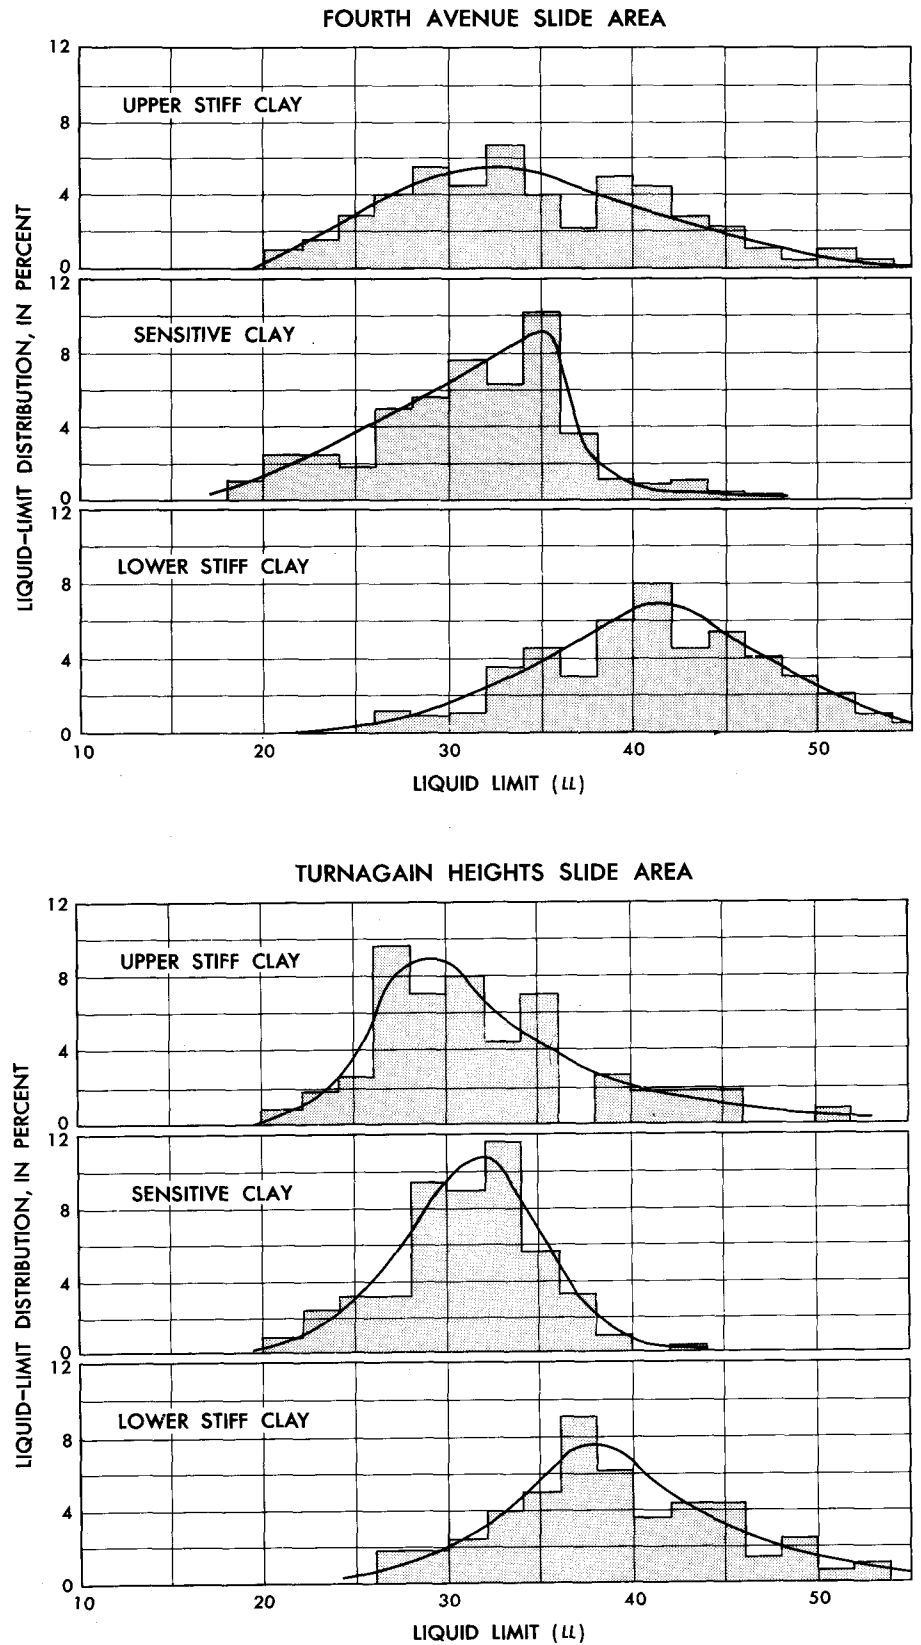 FOURTH AVENUE SLIDE AREA
12
UPPER STIFF CLAY
8
4
0
12
SENSITIVE CLAY
8
4
0
12
LOWER STIFF CLAY
8
4
0
10 20 30 40 50
LIQUID LIMIT (LL)
LIQUID-LIMIT DISTRIBUTION, IN PERCENT
TURNAGAIN HEIGHTS SLIDE AREA
12
UPPER STIFF CLAY
8
4
0
12
SENSITIVE CLAY
8
4
0
12
LOWER STIFF CLAY
8
4
0
10 20 30 40 50
LIQUID LIMIT (LL)
LIQUID-LIMIT DISTRIBUTION, IN PERCENT